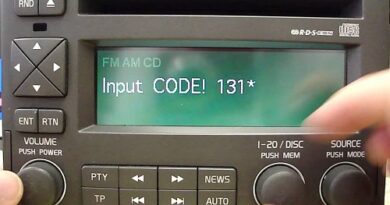 RND
R·D·S
FM AM CD
Input CODE! 131*
ENT RTN
VOLUME
PUSH POWER
1-20 / DISC
PUSH MEM
SOURCE
PUSH MODE
PTY
NEWS
TP
AUTO